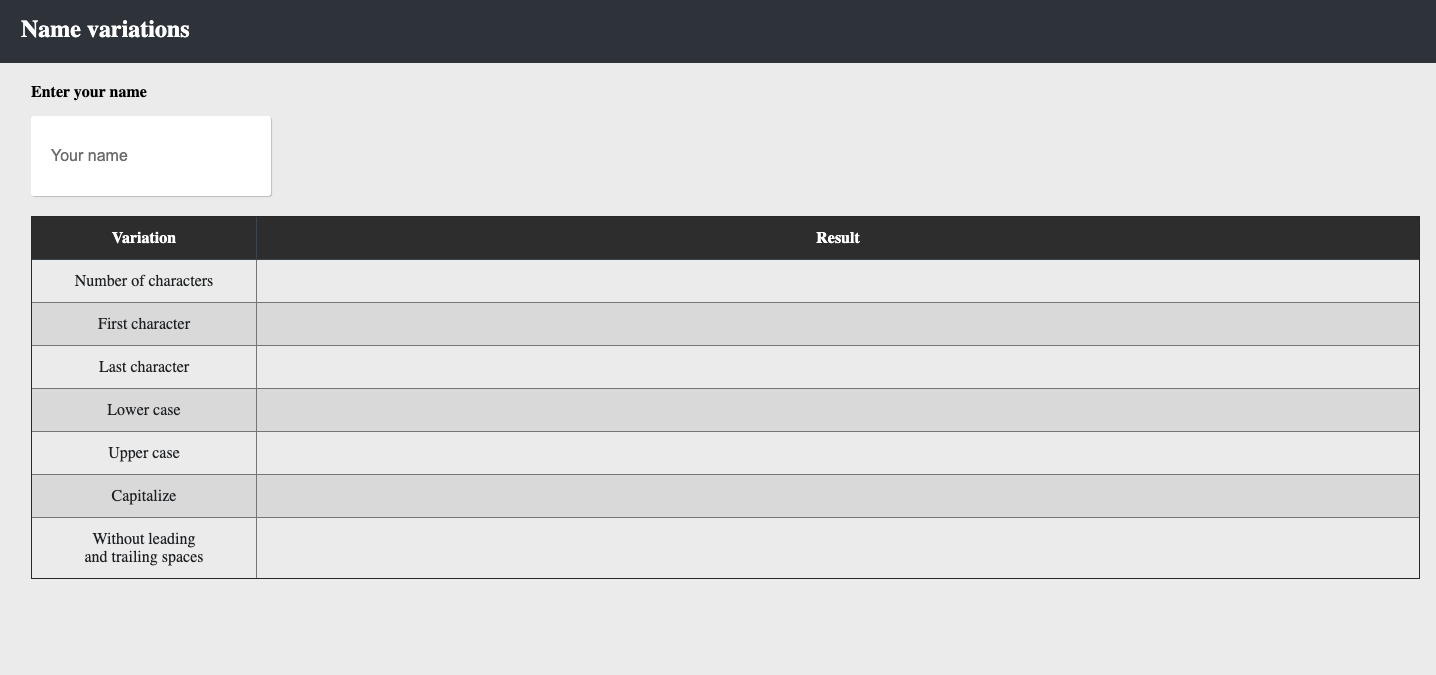 Name variations
Enter your name
Your name
Variation Result
Number of characters
First character
Last character
Lower case
Upper case
Capitalize
Without leading
and trailing spaces